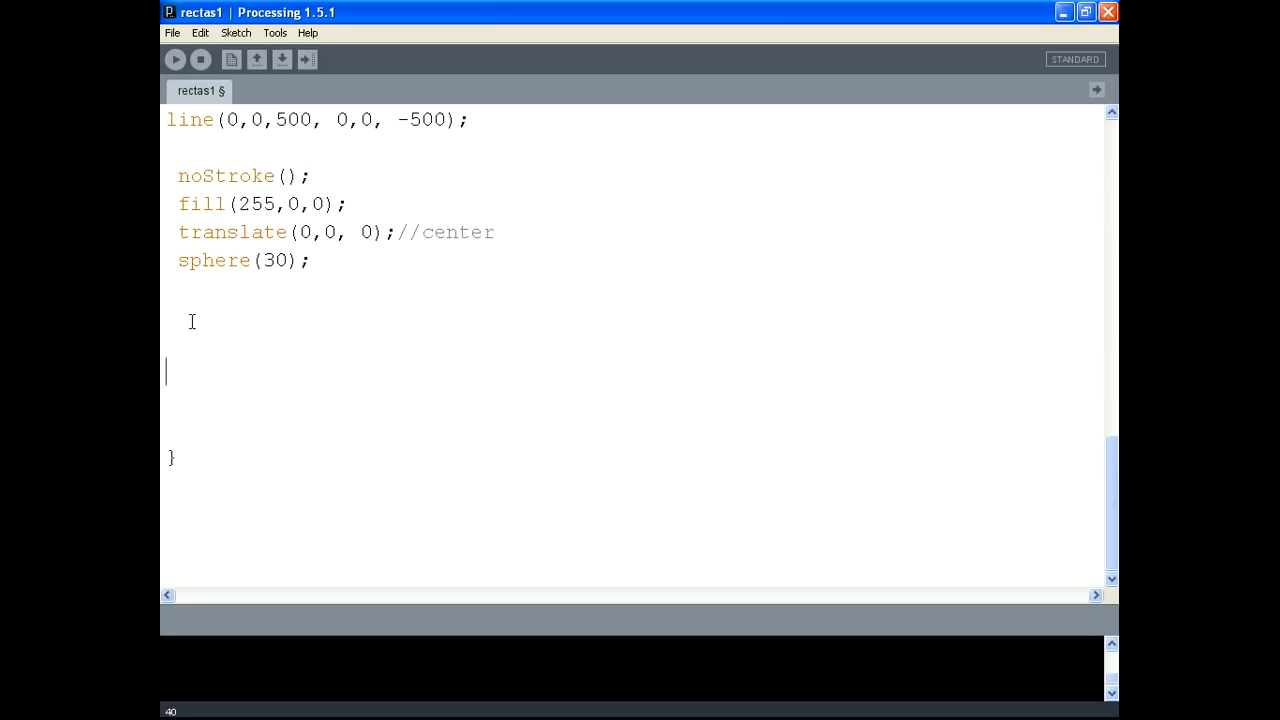 rectas1 | Processing 1.5.1
File Edit Sketch Tools Help
STANDARD
rectas1 §
line(0,0,500, 0,0, -500);
noStroke();
fill(255,0,0);
translate(0,0, 0);//center
sphere(30);
}
40